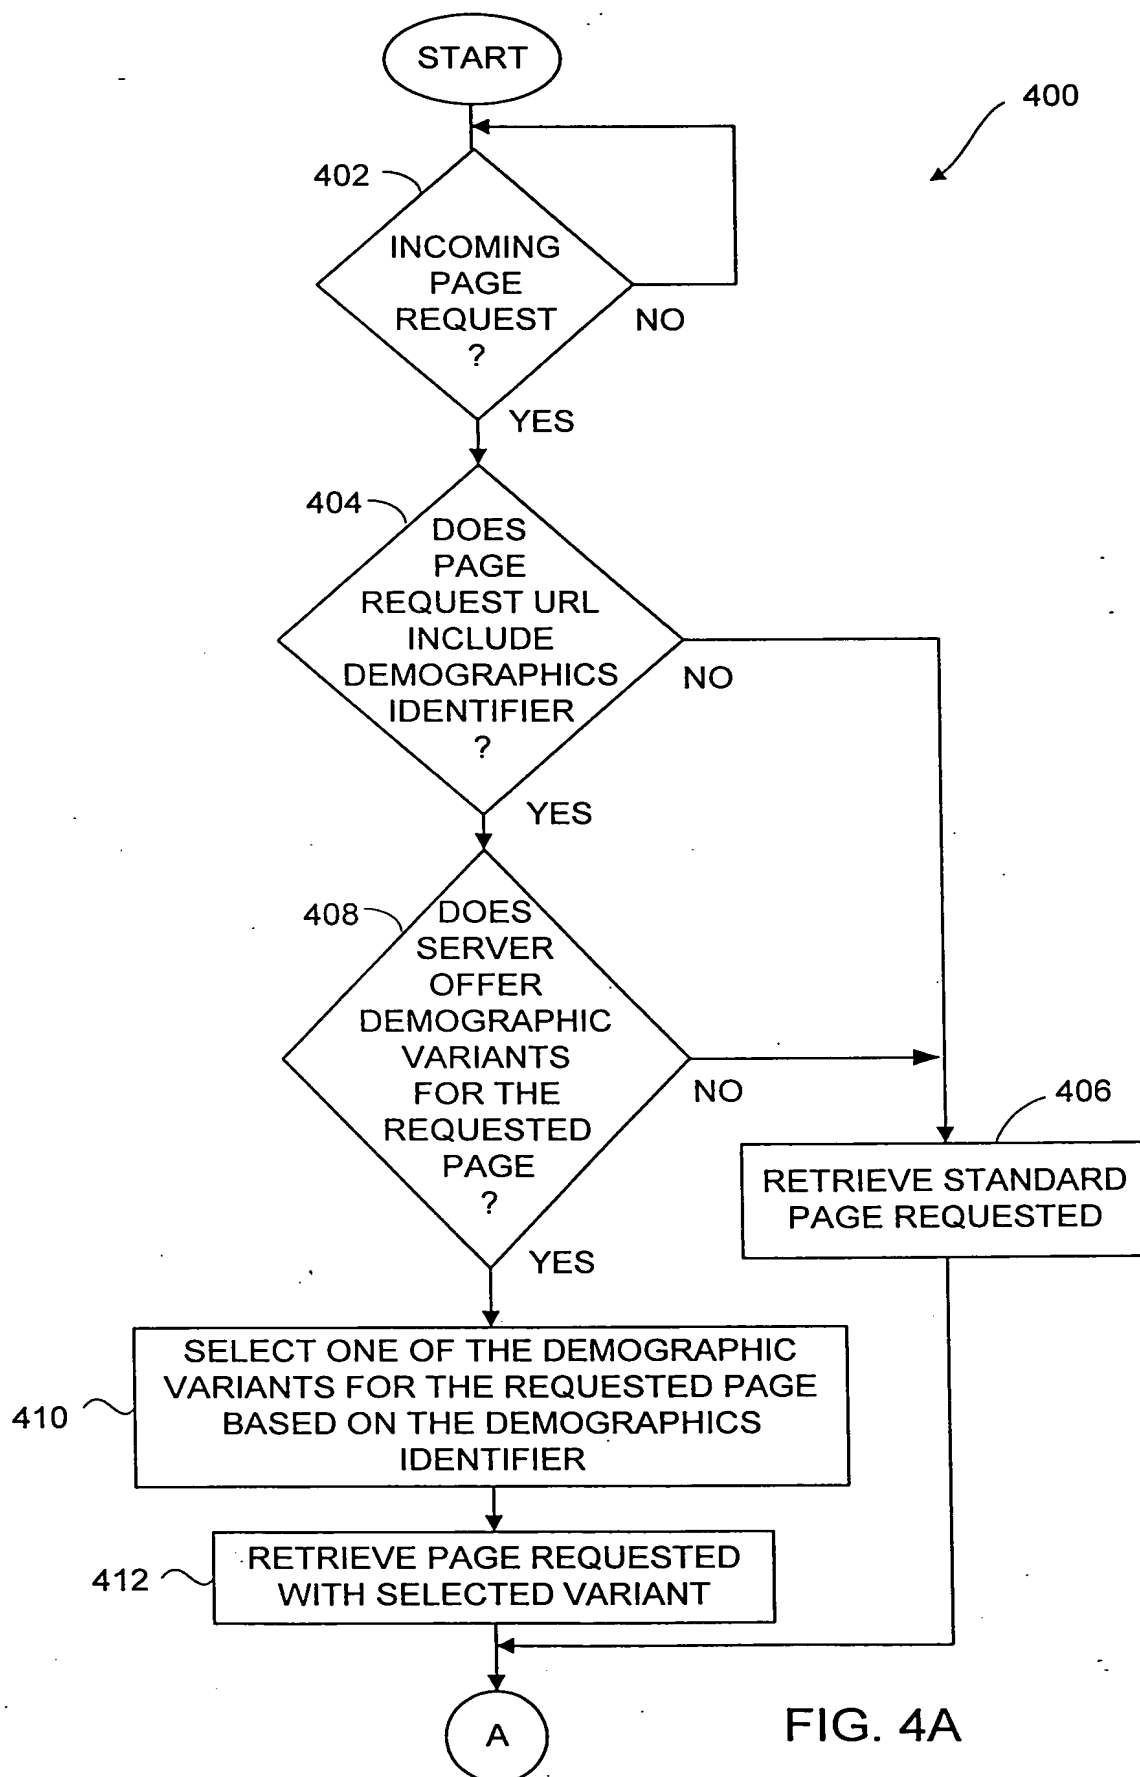 START
400
402
INCOMING
PAGE
REQUEST
?
NO
YES
404
DOES
PAGE
REQUEST URL
INCLUDE
DEMOGRAPHICS
IDENTIFIER
?
NO
YES
408
DOES
SERVER
OFFER
DEMOGRAPHIC
VARIANTS
FOR THE
REQUESTED
PAGE
?
NO
YES
406
RETRIEVE STANDARD
PAGE REQUESTED
410
SELECT ONE OF THE DEMOGRAPHIC
VARIANTS FOR THE REQUESTED PAGE
BASED ON THE DEMOGRAPHICS
IDENTIFIER
412
RETRIEVE PAGE REQUESTED
WITH SELECTED VARIANT
A
FIG. 4A